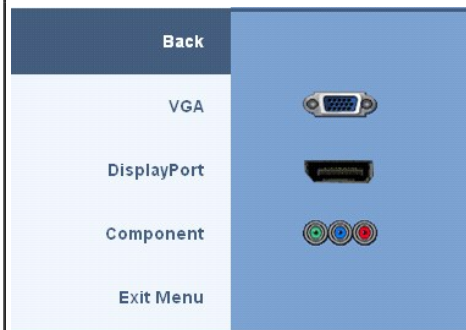 Back
VGA
DisplayPort
Component
Exit Menu